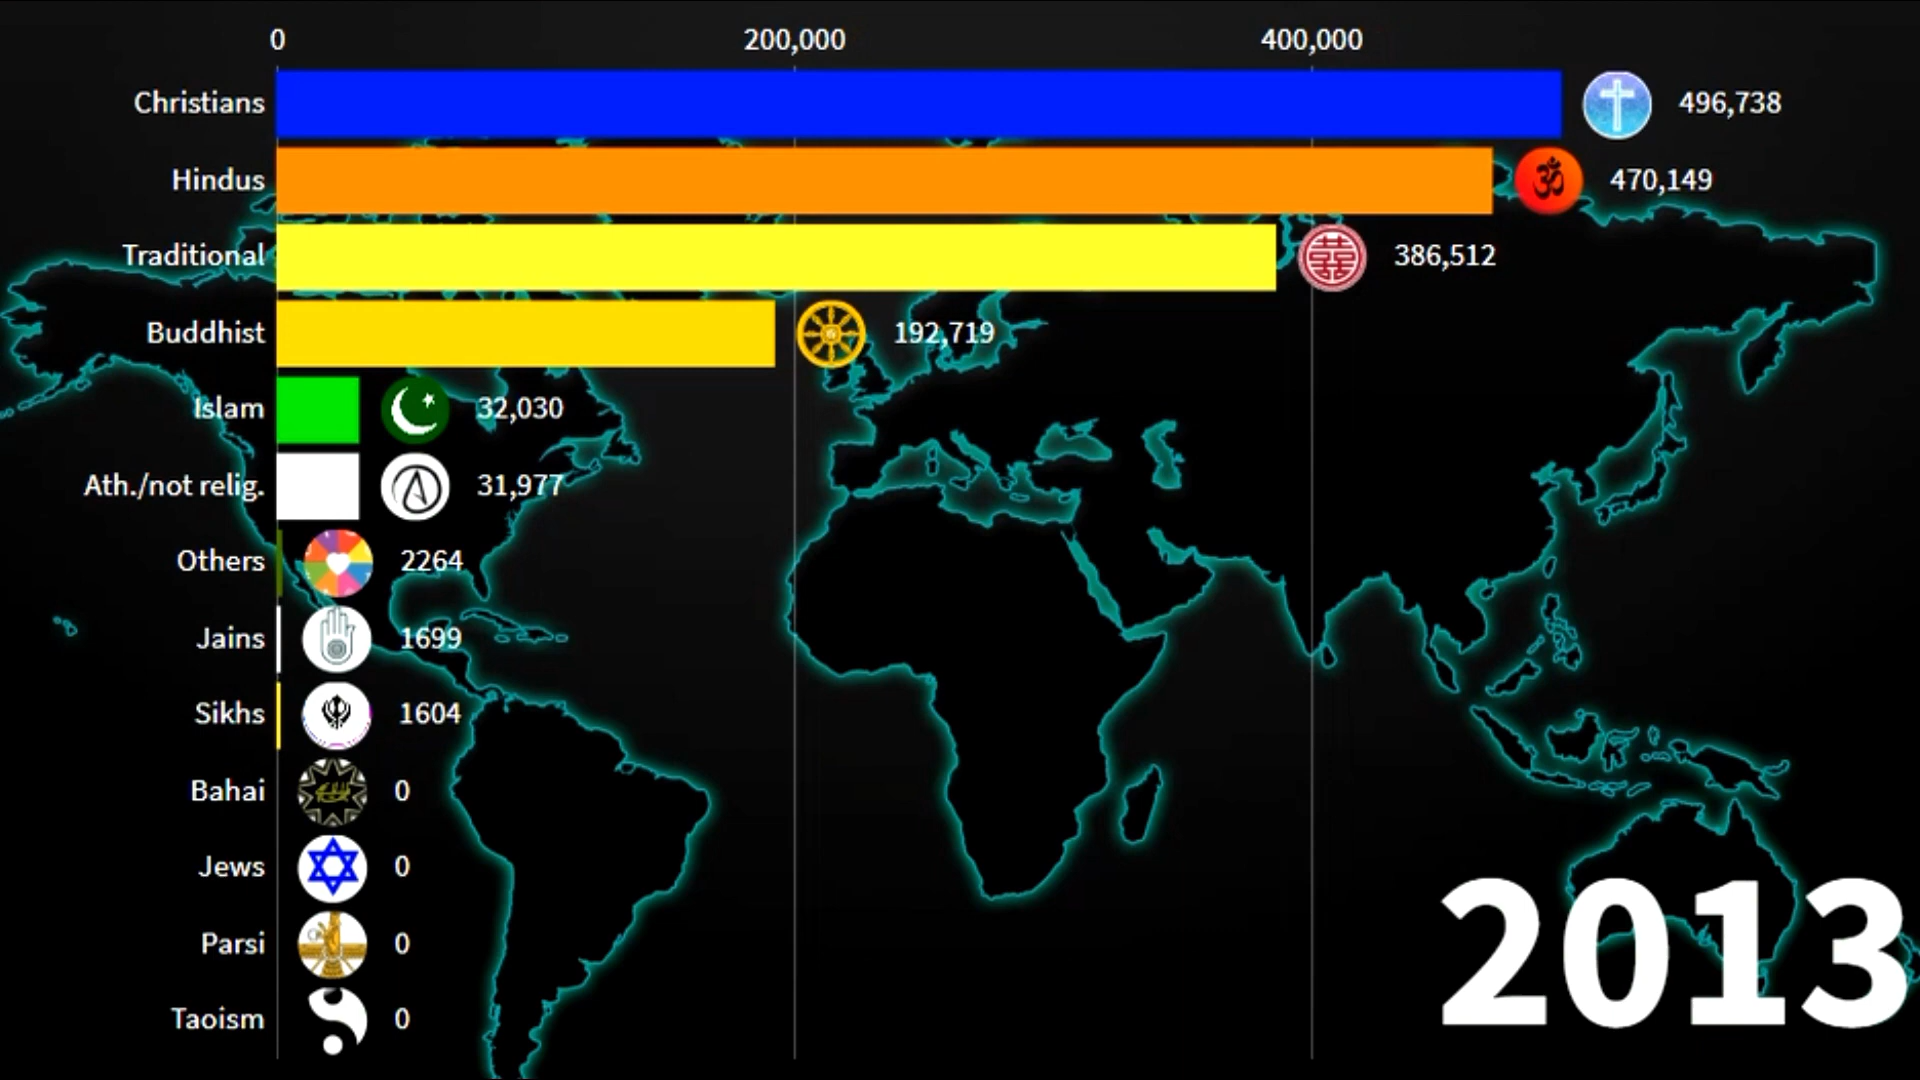 0 200,000 400,000
Christians 496,738
Hindus 470,149
Traditional 386,512
Buddhist 192,719
Islam 32,030
Ath./not relig. 31,977
Others 2264
Jains 1699
Sikhs 1604
Bahai 0
Jews 0
Parsi 0
Taoism 0
2013